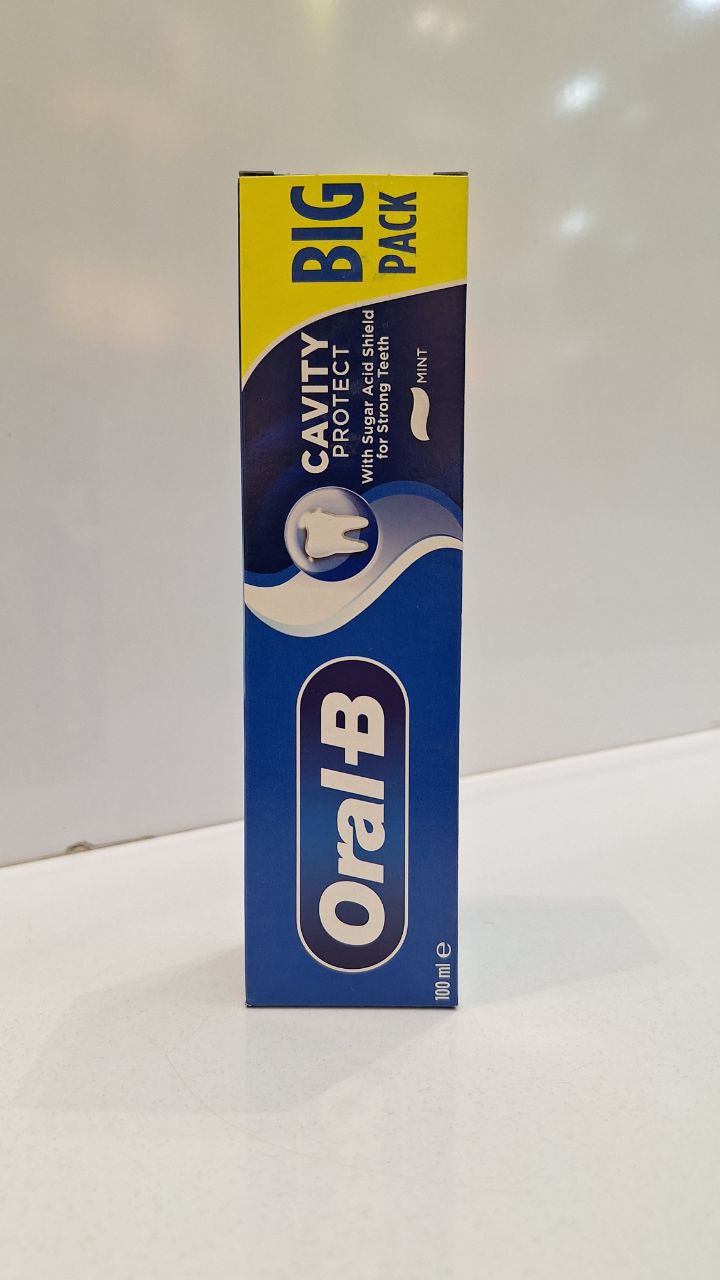 Oral-B
CAVITY
PROTECT
With Sugar Acid Shield
for Strong Teeth
MINT
BIG
PACK
100 ml e